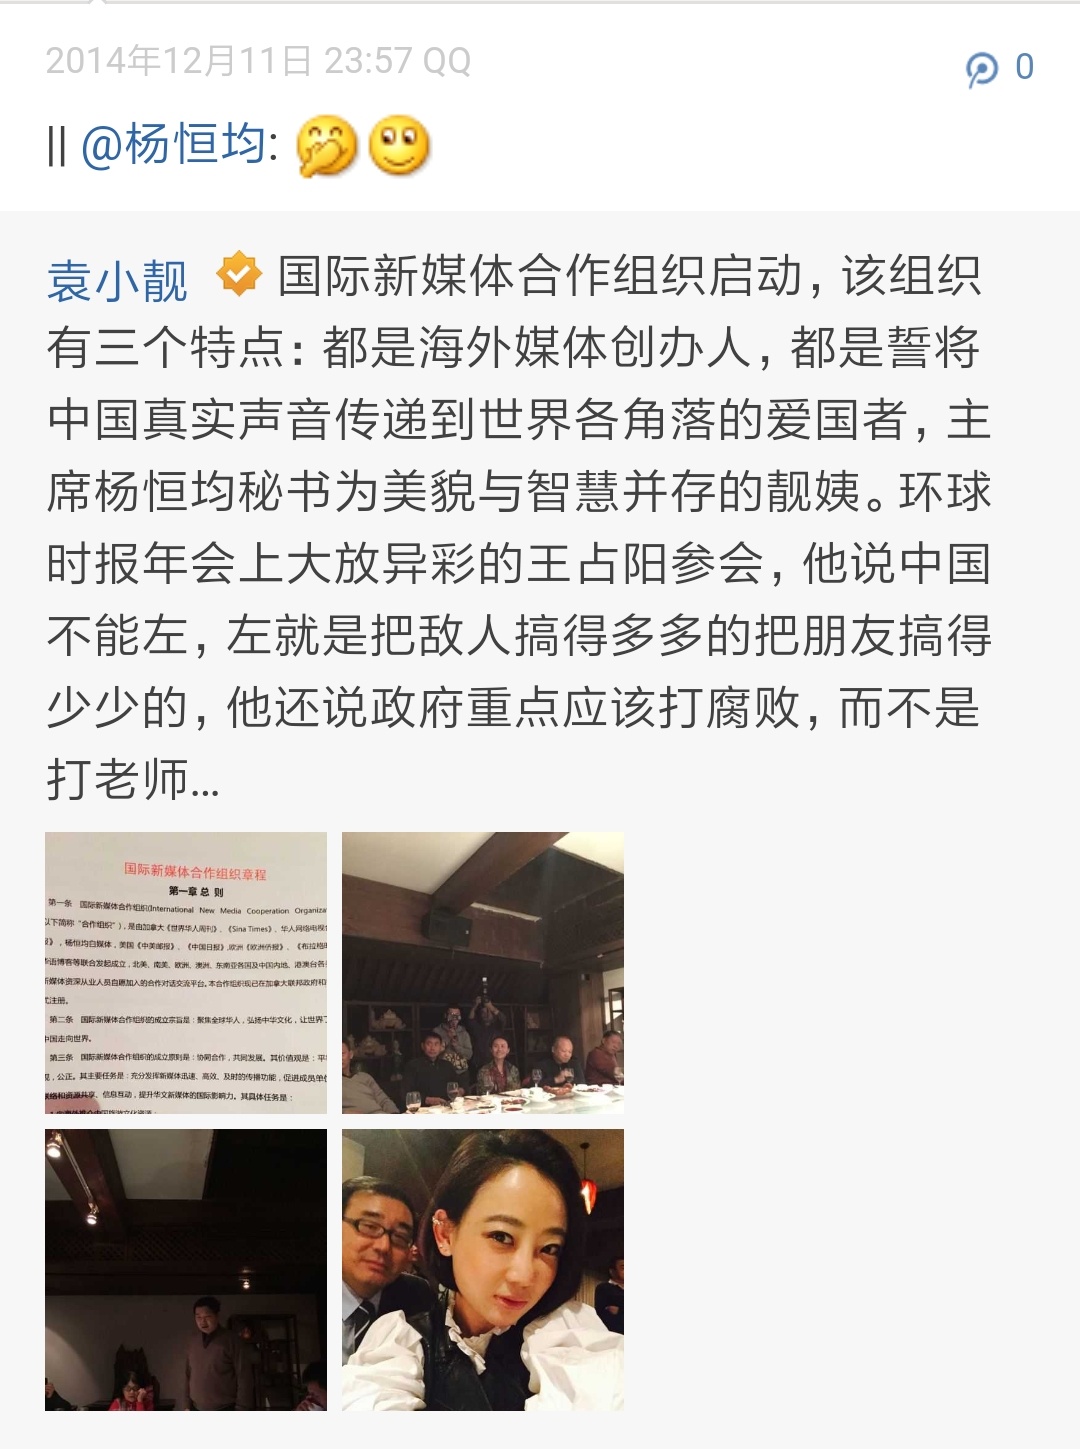 2014年12月11日 23:57 QQ
0
|| @杨恒均:
袁小靓 国际新媒体合作组织启动，该组织
有三个特点：都是海外媒体创办人，都是誓将
中国真实声音传递到世界各角落的爱国者，主
席杨恒均秘书为美貌与智慧并存的靓姨。环球
时报年会上大放异彩的王占阳参会，他说中国
不能左，左就是把敌人搞得多多的把朋友搞得
少少的，他还说政府重点应该打腐败，而不是
打老师...
国际新媒体合作组织章程
第一章 总 则
第一条 国际新媒体合作组织(International New Media Cooperation Organiza
以下简称“合作组织”)，是由加拿大《世界华人周刊》、《Sina Times》、华人网络电视
》，杨恒均自媒体，美国《中美邮报》、《中国日报》,欧洲《欧洲侨报》、《布拉格
语博客等联合发起成立，北美、南美、欧洲、澳洲、东南亚各国及中国内地、港澳台各
新媒体资深从业人员自愿加入的合作对话交流平台。本合作组织现已在加拿大联邦政府和
式注册。
第二条 国际新媒体合作组织的成立宗旨是：聚焦全球华人，弘扬中华文化，让世界
中国走向世界。
第三条 国际新媒体合作组织的成立原则是：协同合作，共同发展。其价值观是：平
，公正。其主要任务是：充分发挥新媒体迅速、高效、及时的传播功能，促进成员单位
联络和资源共享、信息互动，提升华文新媒体的国际影响力。其具体任务是：